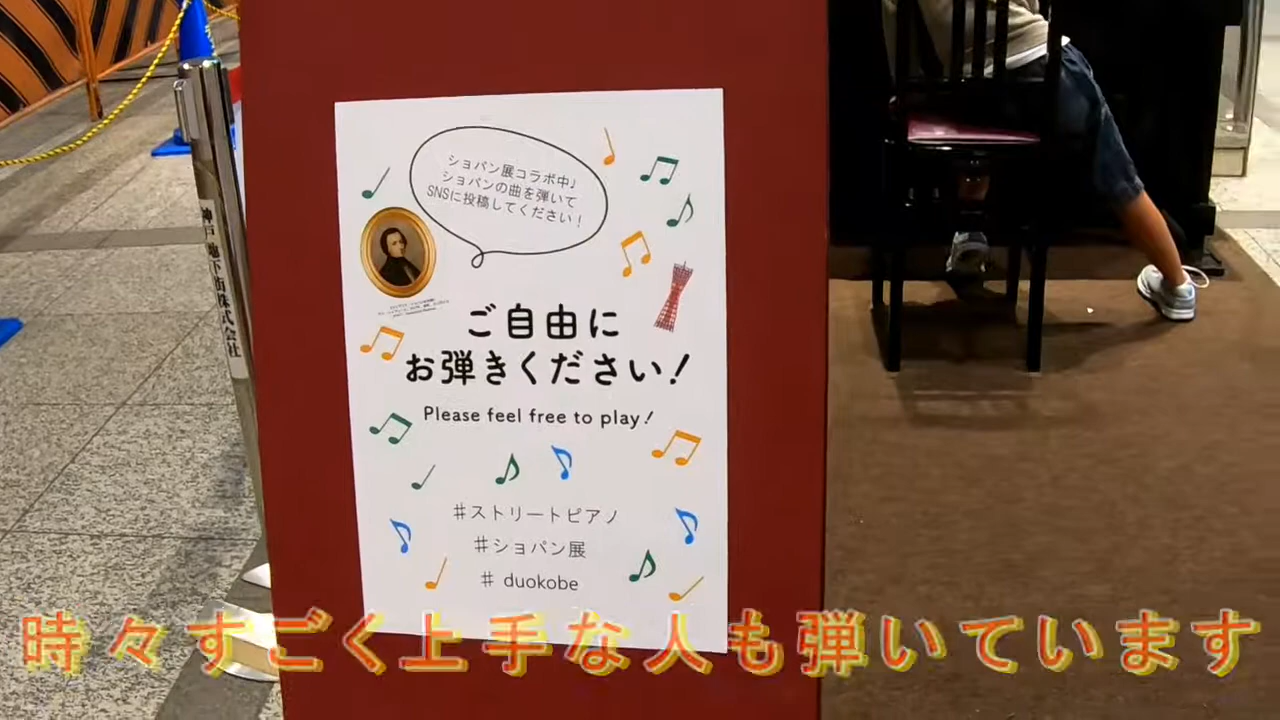 ショパン展コラボ中♪
ショパンの曲を弾いて
SNSに投稿してください！
ご自由に
お弾きください！
Please feel free to play!
#ストリートピアノ
#ショパン展
# duokobe
神戸地下街株式会社
時々すごく上手な人も弾いています